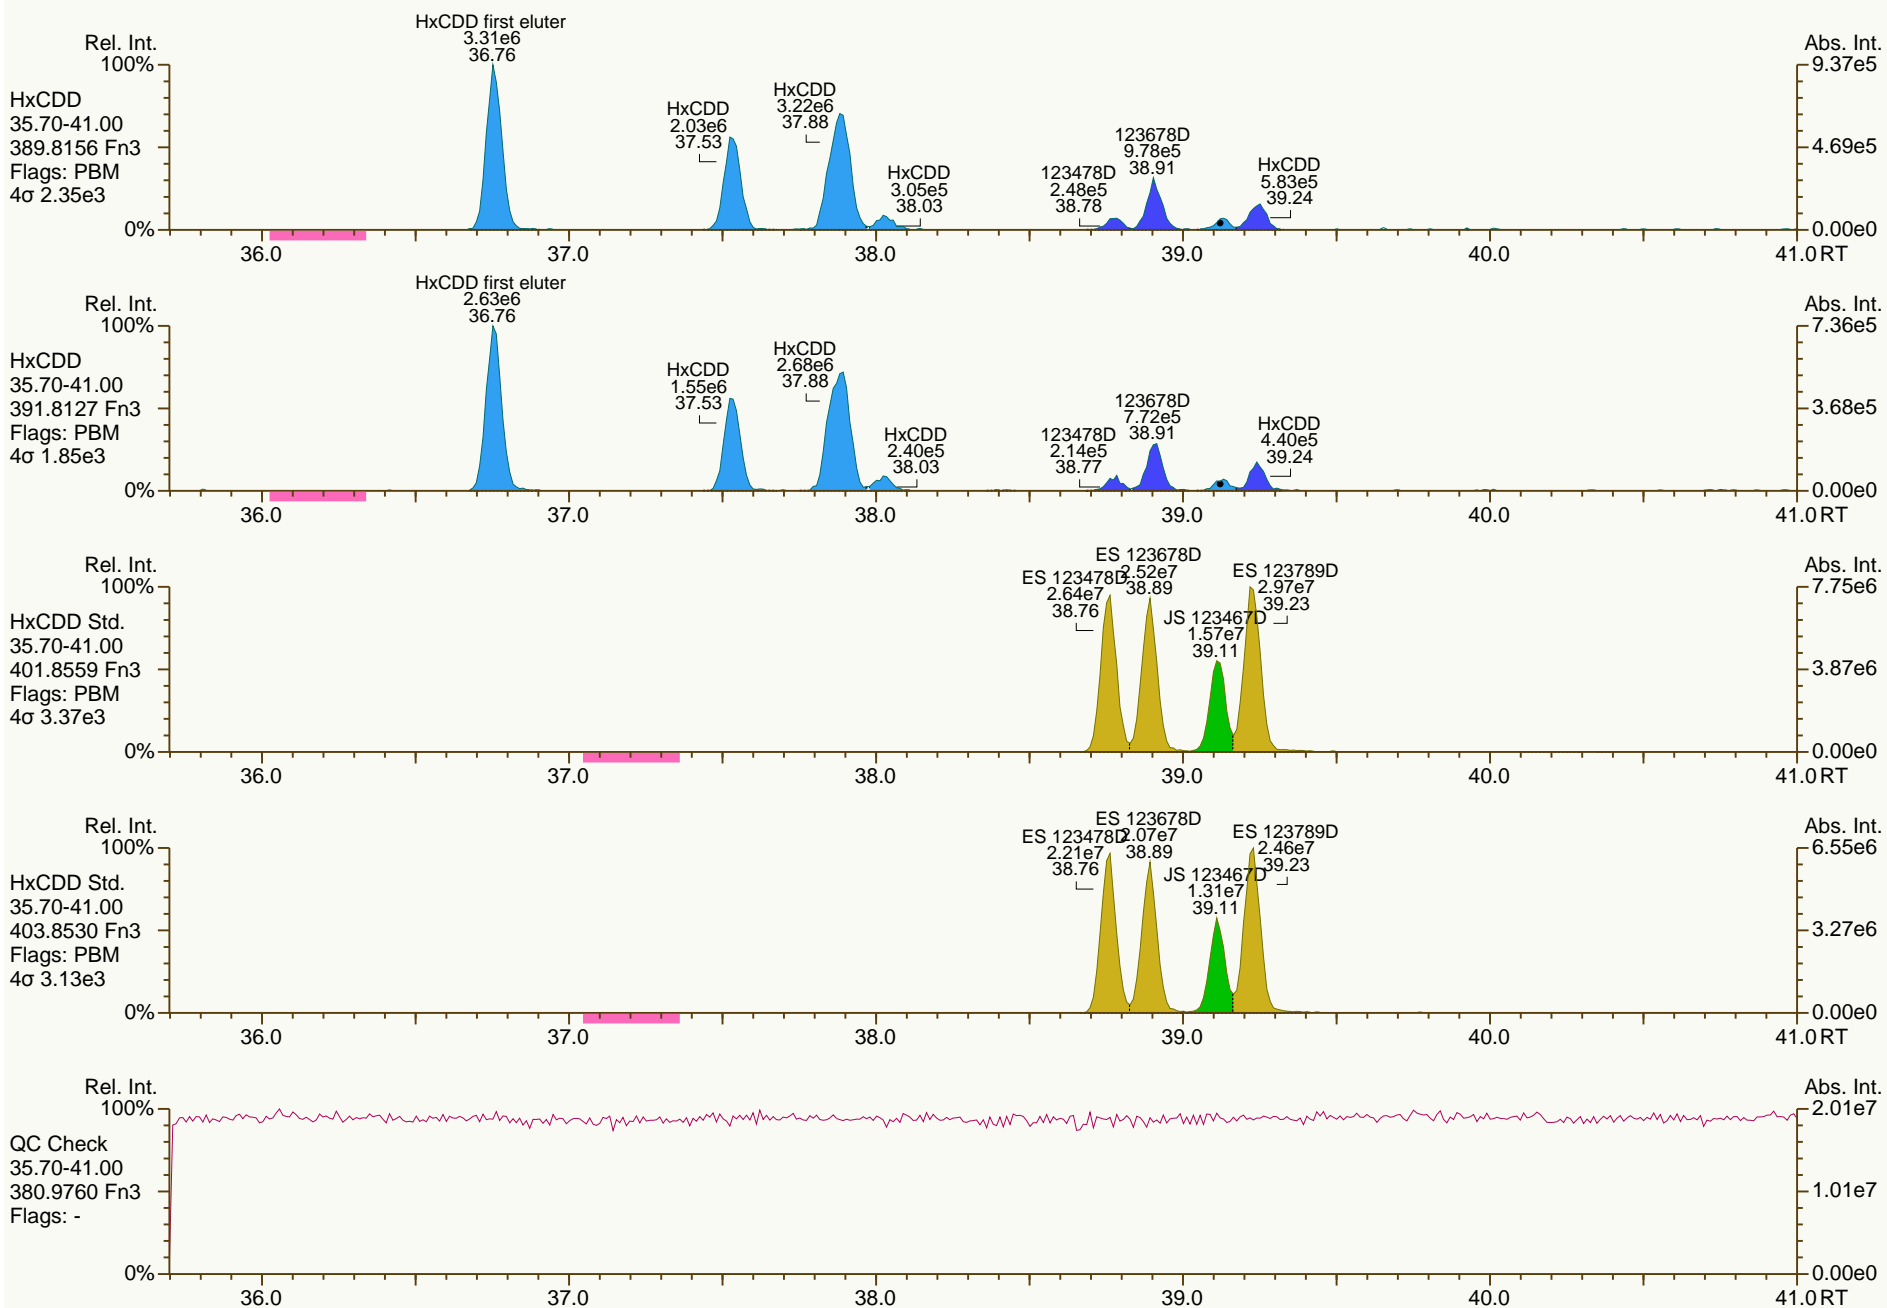 HxCDD first eluter
3.31e6
36.76
Rel. Int.
Abs. Int.
100%
9.37e5
HxCDD
35.70-41.00
389.8156 Fn3
Flags: PBM
4σ 2.35e3
HxCDD
2.03e6
37.53
HxCDD
3.22e6
37.88
HxCDD
3.05e5
38.03
123478D
2.48e5
38.78
123678D
9.78e5
38.91
HxCDD
5.83e5
39.24
4.69e5
0%
0.00e0
36.0 37.0 38.0 39.0 40.0 41.0 RT
HxCDD first eluter
2.63e6
36.76
Rel. Int.
Abs. Int.
100%
7.36e5
HxCDD
35.70-41.00
391.8127 Fn3
Flags: PBM
4σ 1.85e3
HxCDD
1.55e6
37.53
HxCDD
2.68e6
37.88
HxCDD
2.40e5
38.03
123478D
2.14e5
38.77
123678D
7.72e5
38.91
HxCDD
4.40e5
39.24
3.68e5
0%
0.00e0
36.0 37.0 38.0 39.0 40.0 41.0 RT
Rel. Int.
Abs. Int.
100%
7.75e6
HxCDD Std.
35.70-41.00
401.8559 Fn3
Flags: PBM
4σ 3.37e3
ES 123478D
2.64e7
38.76
ES 123678D
2.52e7
38.89
JS 123467D
1.57e7
39.11
ES 123789D
2.97e7
39.23
3.87e6
0%
0.00e0
36.0 37.0 38.0 39.0 40.0 41.0 RT
Rel. Int.
Abs. Int.
100%
6.55e6
HxCDD Std.
35.70-41.00
403.8530 Fn3
Flags: PBM
4σ 3.13e3
ES 123478D
2.21e7
38.76
ES 123678D
2.07e7
38.89
JS 123467D
1.31e7
39.11
ES 123789D
2.46e7
39.23
3.27e6
0%
0.00e0
36.0 37.0 38.0 39.0 40.0 41.0 RT
Rel. Int.
Abs. Int.
100%
2.01e7
QC Check
35.70-41.00
380.9760 Fn3
Flags: -
1.01e7
0%
0.00e0
36.0 37.0 38.0 39.0 40.0 41.0 RT